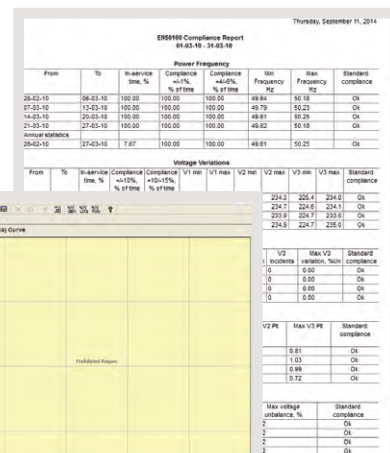 Thursday, September 11, 2014
EN50160 Compliance Report
01-03-10 - 31-03-10
Power Frequency
From To In-service time, % Compliance +/-1%, % of time Compliance +4/-6%, % of time Min Frequency Hz Max Frequency Hz Standard compliance
28-02-10 06-03-10 100.00 100.00 100.00 49.84 50.18 Ok
07-03-10 13-03-10 100.00 100.00 100.00 49.79 50.23 Ok
14-03-10 20-03-10 100.00 100.00 100.00 49.81 50.25 Ok
21-03-10 27-03-10 100.00 100.00 100.00 49.82 50.18 Ok
Annual statistics
28-02-10 27-03-10 7.67 100.00 100.00 49.61 50.25 Ok
Voltage Variations
From To In-service time, % Compliance +/-10%, % of time Compliance +10/-15%, % of time V1 min V1 max V2 min V2 max V3 min V3 max Standard compliance
234.2 225.4 234.0 Ok
234.7 224.6 234.1 Ok
233.9 224.7 233.6 Ok
234.9 224.7 235.0 Ok
A) Curve
V2 incidents Max V3 variation, %Un Standard compliance
0 0.00 Ok
0 0.00 Ok
0 0.00 Ok
0 0.00 Ok
Prohibited Region
V2 Plt Max V3 Plt Standard compliance
0.81 Ok
1.03 Ok
0.99 Ok
0.72 Ok
Max voltage unbalance, % Standard compliance
2 Ok
2 Ok
2 Ok
2 Ok